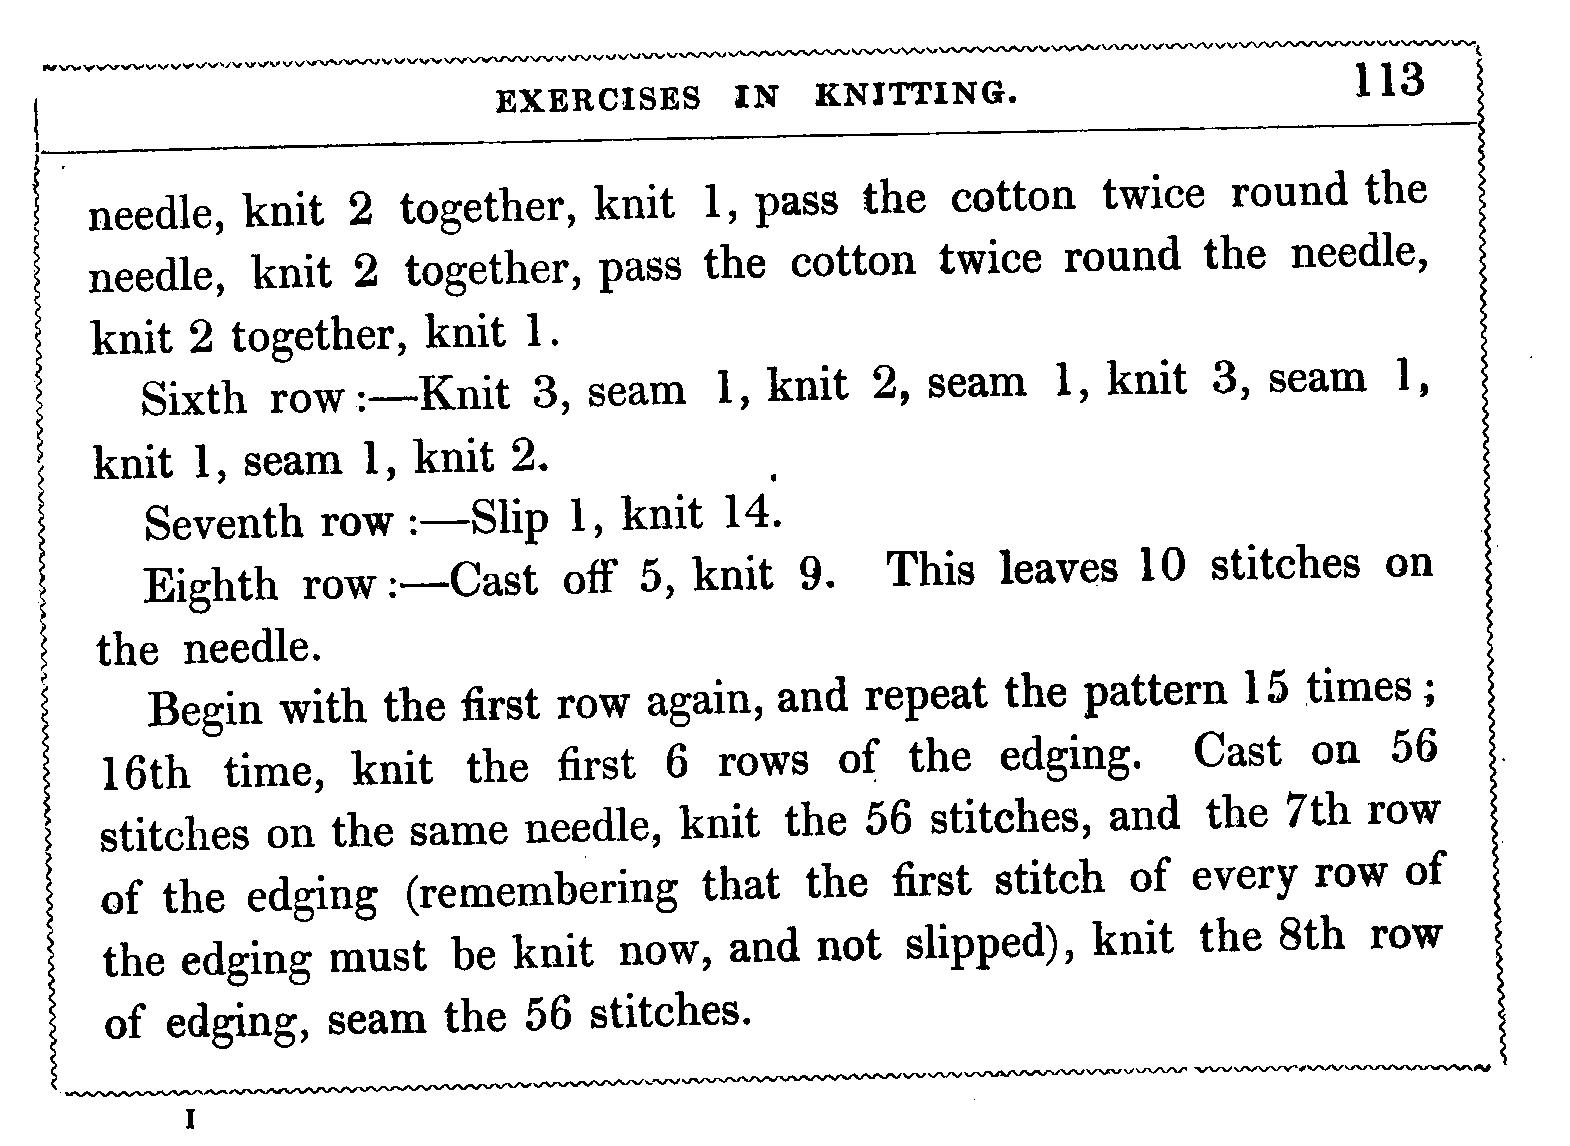 EXERCISES IN KNITTING. 113
needle, knit 2 together, knit 1, pass the cotton twice round the
needle, knit 2 together, pass the cotton twice round the needle,
knit 2 together, knit 1.
Sixth row:—Knit 3, seam 1, knit 2, seam 1, knit 3, seam 1,
knit 1, seam 1, knit 2.
Seventh row:—Slip 1, knit 14.
Eighth row:—Cast off 5, knit 9. This leaves 10 stitches on
the needle.
Begin with the first row again, and repeat the pattern 15 times;
16th time, knit the first 6 rows of the edging. Cast on 56
stitches on the same needle, knit the 56 stitches, and the 7th row
of the edging (remembering that the first stitch of every row of
the edging must be knit now, and not slipped), knit the 8th row
of edging, seam the 56 stitches.
I